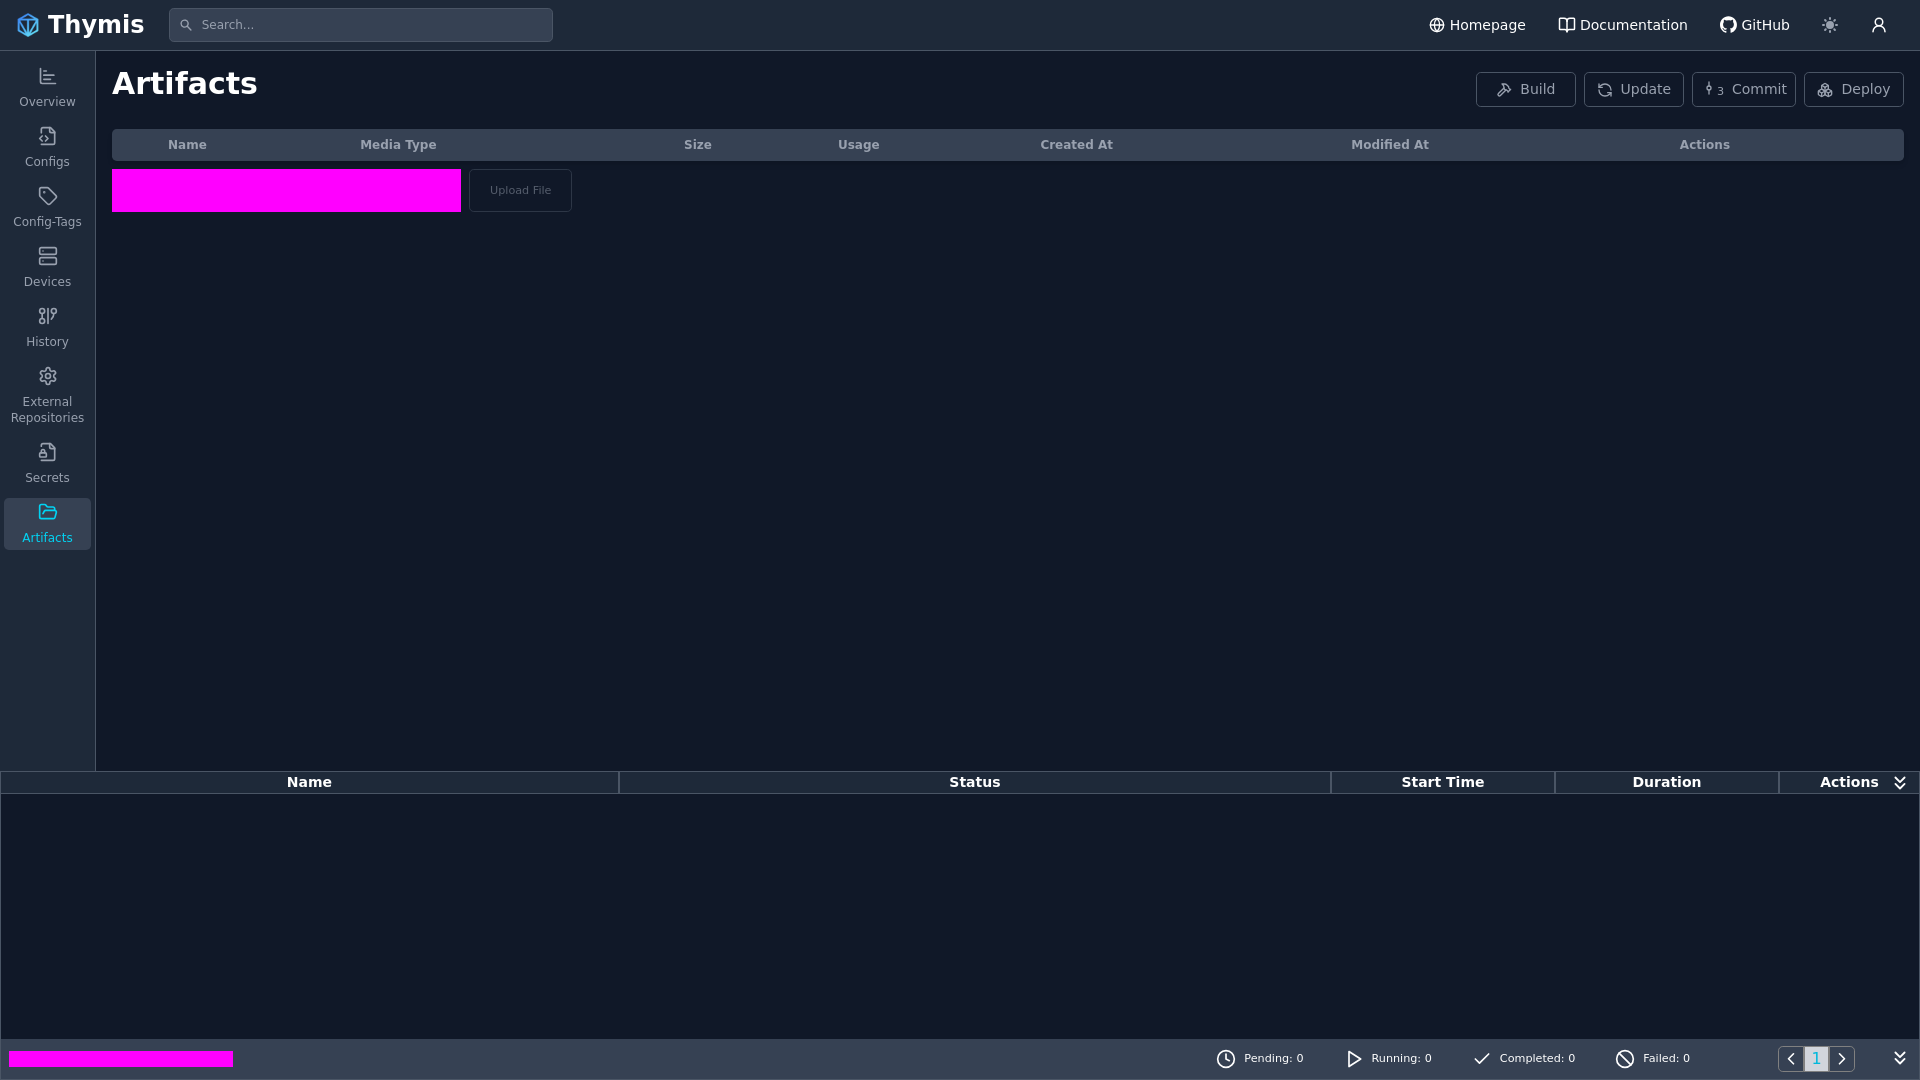 Thymis
Search...
Homepage
Documentation
GitHub
Overview
Configs
Config-Tags
Devices
History
External
Repositories
Secrets
Artifacts
Artifacts
Build
Update
3 Commit
Deploy
Name Media Type Size Usage Created At Modified At Actions
Upload File
Name Status Start Time Duration Actions
Pending: 0
Running: 0
Completed: 0
Failed: 0
1